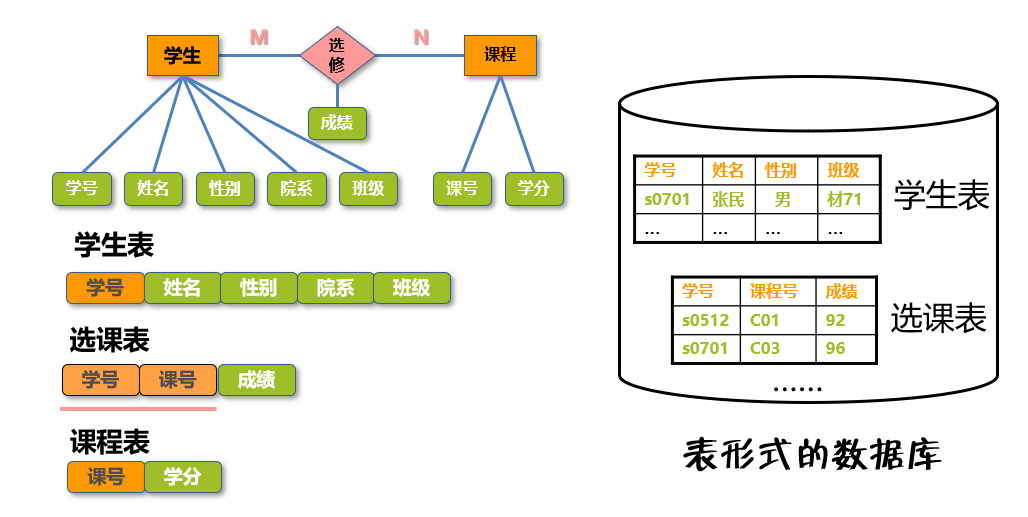 M
N
学生
选
修
课程
成绩
学号 姓名 性别 院系 班级 课号 学分
学生表
学号 姓名 性别 院系 班级
选课表
学号 课号 成绩
课程表
课号 学分
学号 姓名 性别 班级
s0701 张民 男 材71
... ... ... ...
学生表
学号 课程号 成绩
s0512 C01 92
s0701 C03 96
选课表
……
表形式的数据库